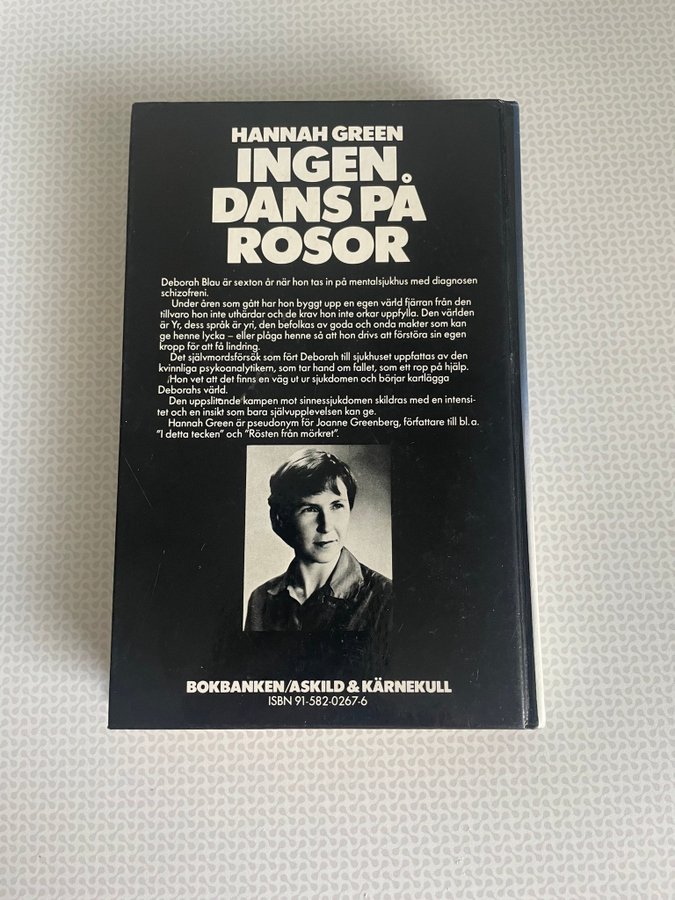 HANNAH GREEN
INGEN
DANS PÅ
ROSOR
Deborah Blau är sexton år när hon tas in på mentalsjukhus med diagnosen
schizofreni.
Under åren som gått har hon byggt upp en egen värld fjärran från den
tillvaro hon inte uthärdar och de krav hon inte orkar uppfylla. Den världen
är Yr, dess språk är yri, den befolkas av goda och onda makter som kan
ge henne lycka – eller plåga henne så att hon drivs att förstöra sin egen
kropp för att få lindring.
Det självmordsförsök som fört Deborah till sjukhuset uppfattas av den
kvinnliga psykoanalytikern, som tar hand om fallet, som ett rop på hjälp.
Hon vet att det finns en väg ut ur sjukdomen och börjar kartlägga
Deborahs värld.
Den uppslitande kampen mot sinnessjukdomen skildras med en intensi-
tet och en insikt som bara självupplevelsen kan ge.
Hannah Green är pseudonym för Joanne Greenberg, författare till bl.a.
"I detta tecken" och "Rösten från mörkret".
BOKBANKEN/ASKILD & KÄRNEKULL
ISBN 91-582-0267-6